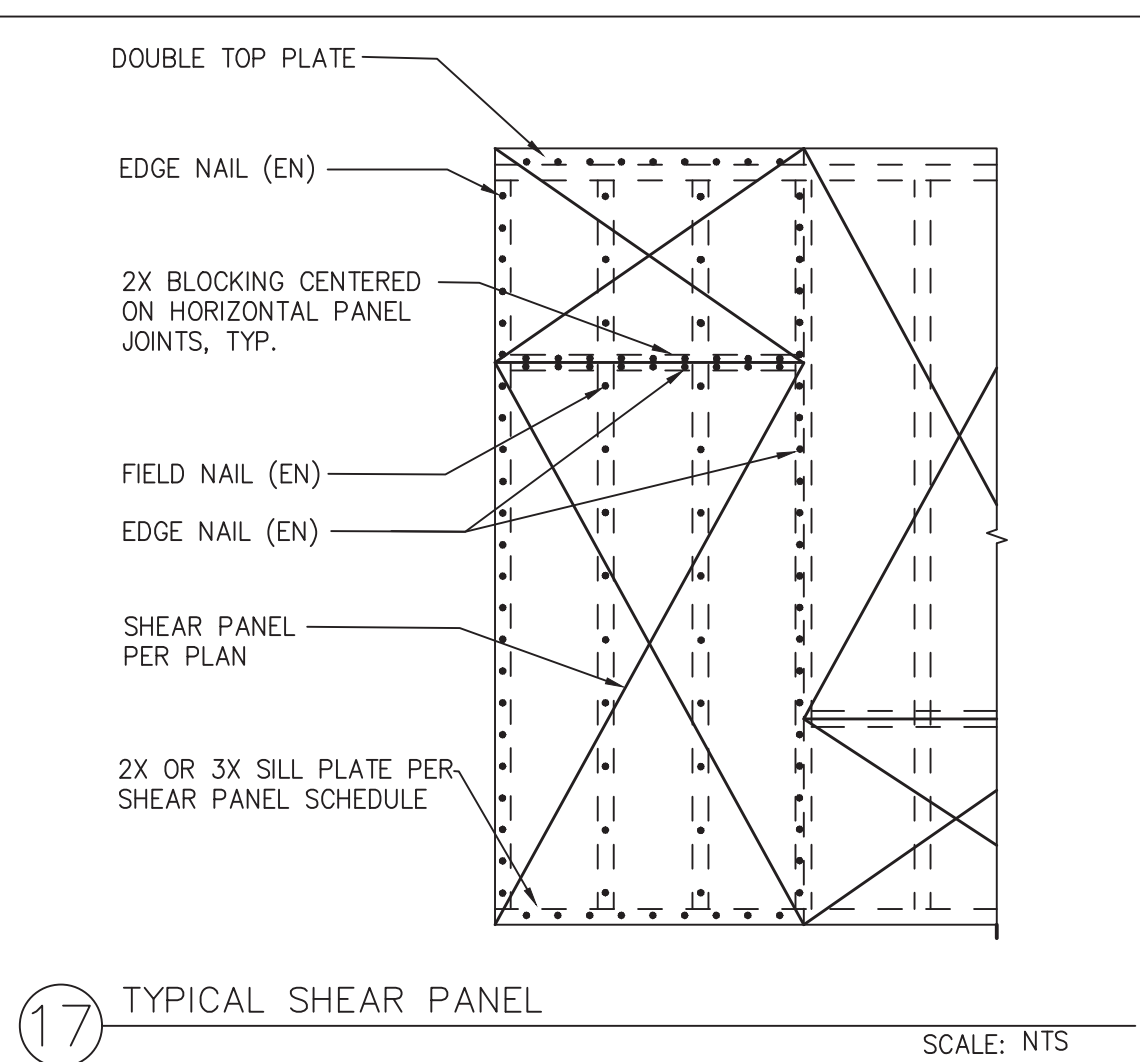 DOUBLE TOP PLATE
EDGE NAIL (EN)
2X BLOCKING CENTERED
ON HORIZONTAL PANEL
JOINTS, TYP.
FIELD NAIL (EN)
EDGE NAIL (EN)
SHEAR PANEL
PER PLAN
2X OR 3X SILL PLATE PER
SHEAR PANEL SCHEDULE
17 TYPICAL SHEAR PANEL
SCALE: NTS